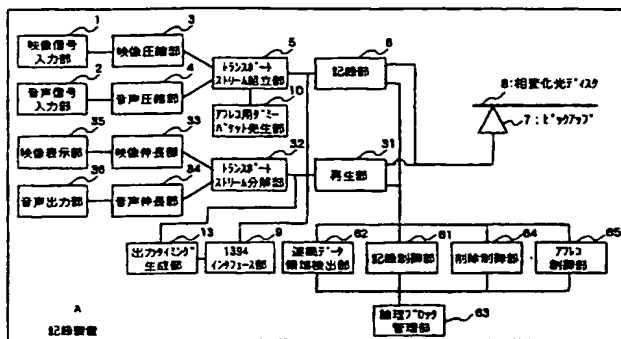 1
映像信号
入力部
3
映像圧縮部
5
トランスポート
ストリーム組立部
6
記録部
8:相変化光ディスク
7:ピックアップ
2
音声信号
入力部
4
音声圧縮部
10
アフレコ用ダミー
パケット発生部
35
映像表示部
33
映像伸長部
32
トランスポート
ストリーム分解部
31
再生部
36
音声出力部
34
音声伸長部
13
出力タイミング
生成部
9
1394
インタフェース部
62
連続データ
領域検出部
61
記録制御部
64
削除制御部
65
アフレコ
制御部
論理ブロック
管理部
63
A
記録装置